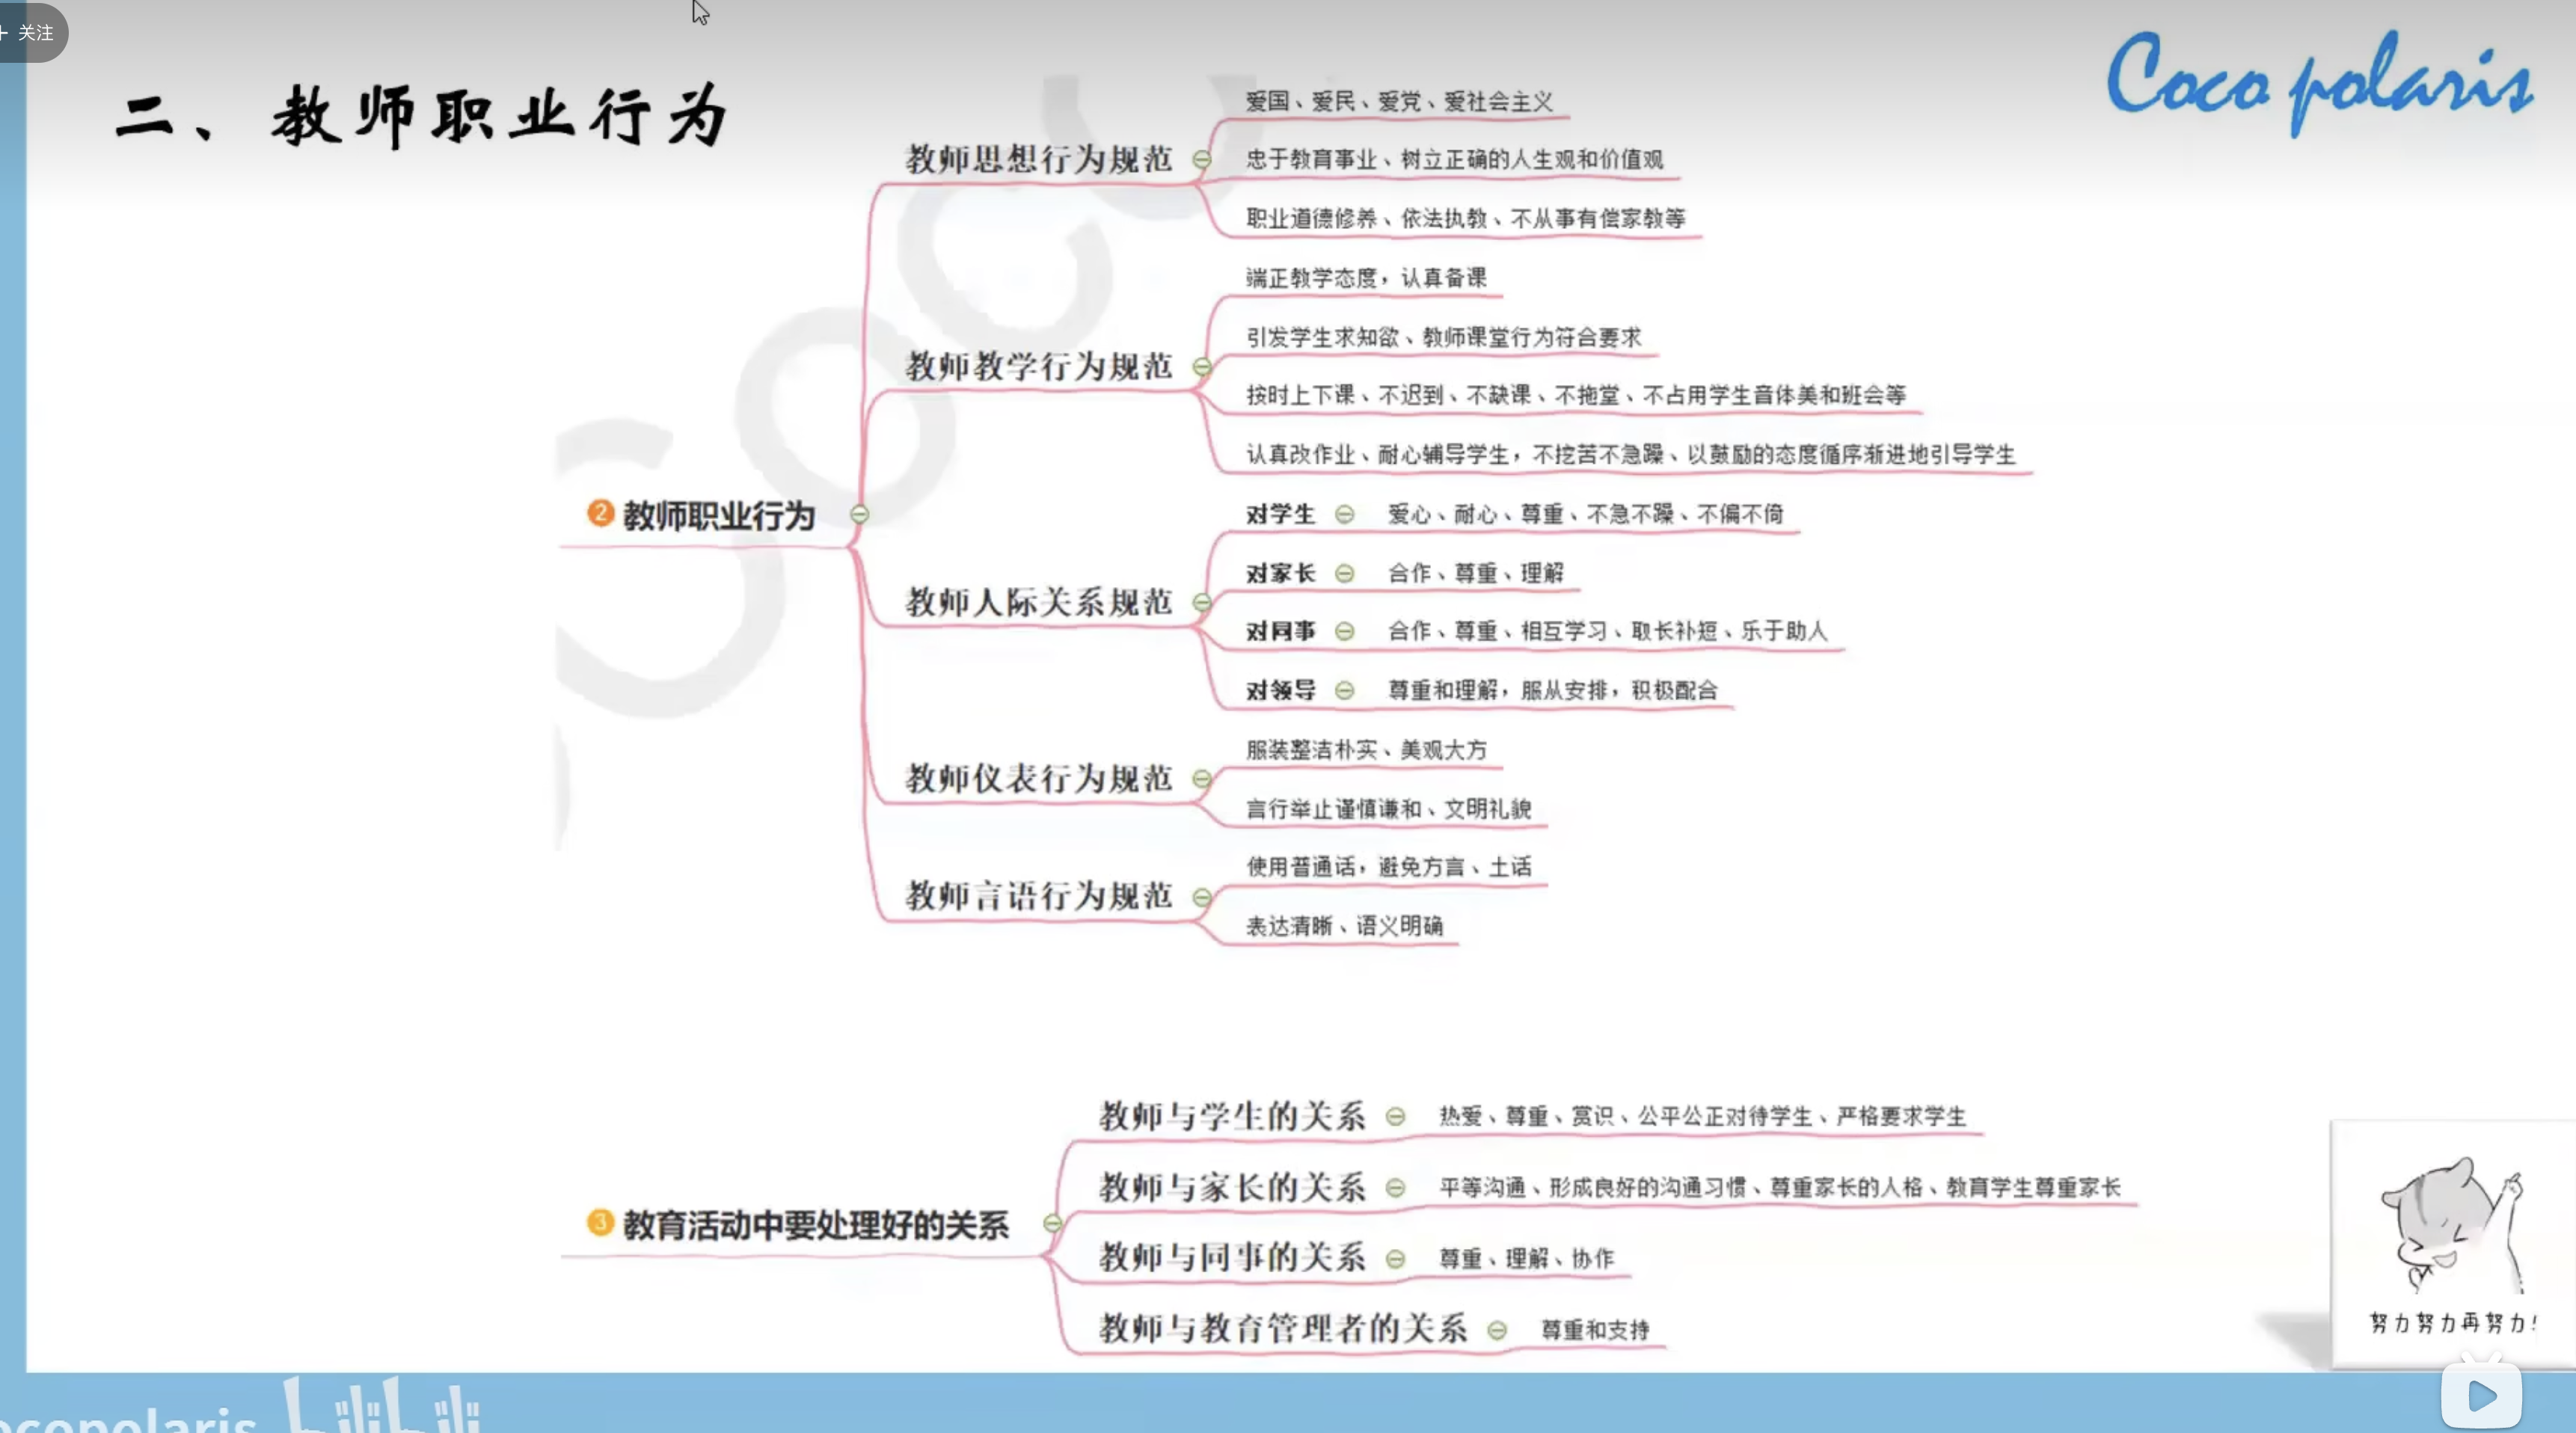 + 关注
二、教师职业行为
Coco polaris
2 教师职业行为
教师思想行为规范
爱国、爱民、爱党、爱社会主义
忠于教育事业、树立正确的人生观和价值观
职业道德修养、依法执教、不从事有偿家教等
教师教学行为规范
端正教学态度，认真备课
引发学生求知欲、教师课堂行为符合要求
按时上下课、不迟到、不缺课、不拖堂、不占用学生音体美和班会等
认真改作业、耐心辅导学生，不挖苦不急躁、以鼓励的态度循序渐进地引导学生
教师人际关系规范
对学生 爱心、耐心、尊重、不急不躁、不偏不倚
对家长 合作、尊重、理解
对同事 合作、尊重、相互学习、取长补短、乐于助人
对领导 尊重和理解，服从安排，积极配合
教师仪表行为规范
服装整洁朴实、美观大方
言行举止谨慎谦和、文明礼貌
教师言语行为规范
使用普通话，避免方言、土话
表达清晰、语义明确
3 教育活动中要处理好的关系
教师与学生的关系 热爱、尊重、赏识、公平公正对待学生、严格要求学生
教师与家长的关系 平等沟通、形成良好的沟通习惯、尊重家长的人格、教育学生尊重家长
教师与同事的关系 尊重、理解、协作
教师与教育管理者的关系 尊重和支持
努力努力再努力!
ocopolaris bilibili